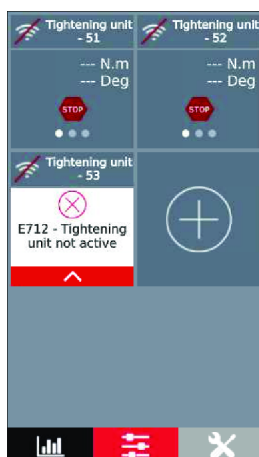 Tightening unit
- 51
--- N.m
--- Deg
STOP
Tightening unit
- 52
--- N.m
--- Deg
STOP
Tightening unit
- 53
E712 - Tightening
unit not active